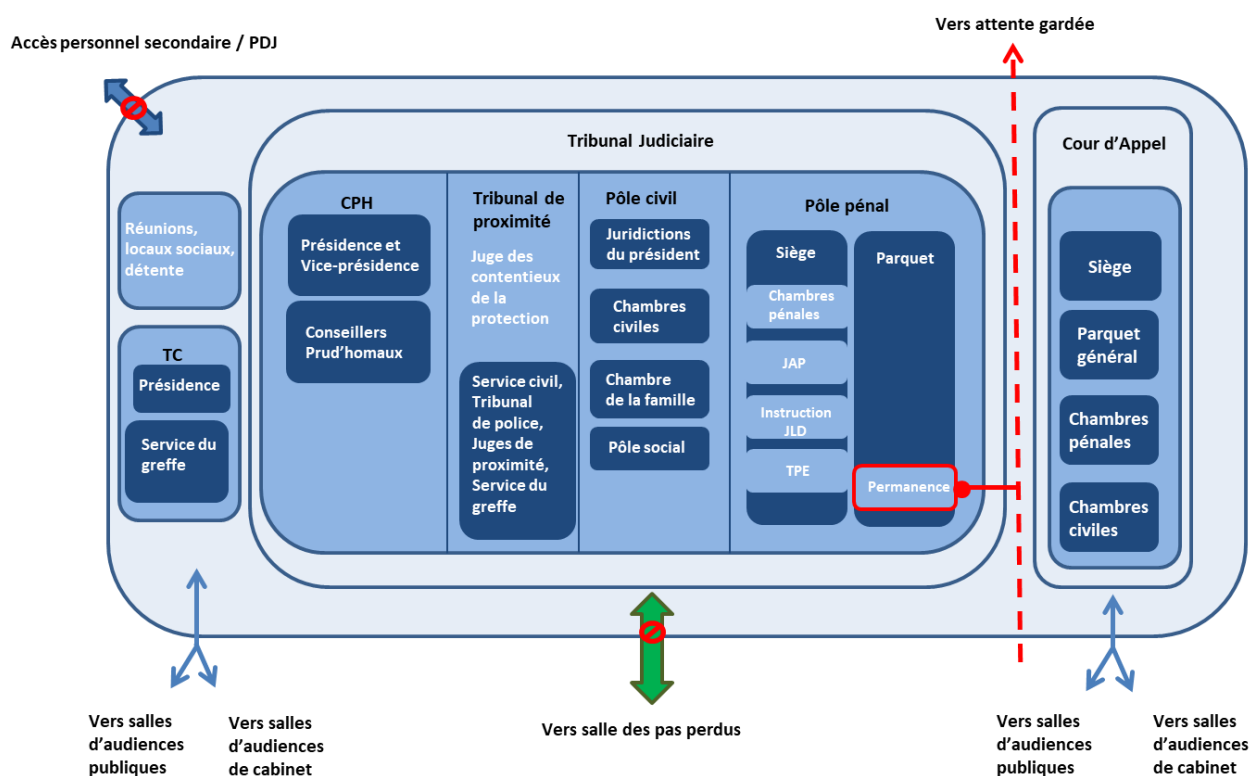 Vers attente gardée
Accès personnel secondaire / PDJ
Tribunal Judiciaire
Cour d'Appel
Réunions,
locaux sociaux,
détente
TC
Présidence
Service du
greffe
CPH
Présidence et
Vice-présidence
Conseillers
Prud'homaux
Tribunal de
proximité
Juge des
contentieux
de la
protection
Service civil,
Tribunal
de police,
Juges de
proximité,
Service du
greffe
Pôle civil
Juridictions
du président
Chambres
civiles
Chambre
de la famille
Pôle social
Pôle pénal
Siège
Chambres
pénales
JAP
Instruction
JLD
TPE
Parquet
Permanence
Siège
Parquet
général
Chambres
pénales
Chambres
civiles
Vers salles
d'audiences
publiques
Vers salles
d'audiences
de cabinet
Vers salle des pas perdus
Vers salles
d'audiences
publiques
Vers salles
d'audiences
de cabinet